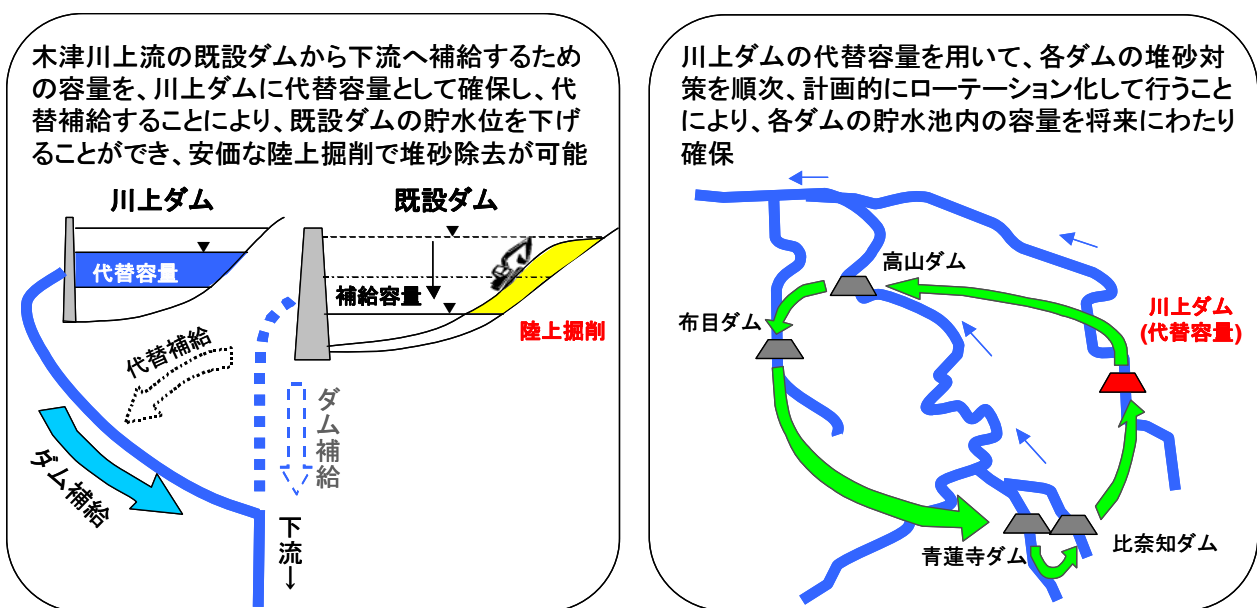 木津川上流の既設ダムから下流へ補給するため
の容量を、川上ダムに代替容量として確保し、代
替補給することにより、既設ダムの貯水位を下げ
ることができ、安価な陸上掘削で堆砂除去が可能
川上ダム
既設ダム
代替容量
補給容量
陸上掘削
代替補給
ダム補給
ダム補給
下流→
川上ダムの代替容量を用いて、各ダムの堆砂対
策を順次、計画的にローテーション化して行うこと
により、各ダムの貯水池内の容量を将来にわたり
確保
高山ダム
布目ダム
川上ダム
(代替容量)
青蓮寺ダム
比奈知ダム